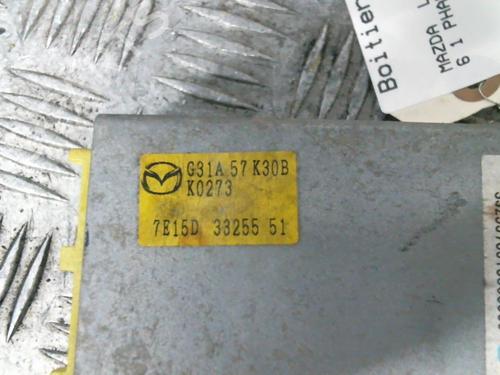 Boitier
MAZDA
6 1 PHA
G31A 57 K30B
K0273
7E15D 33255 51